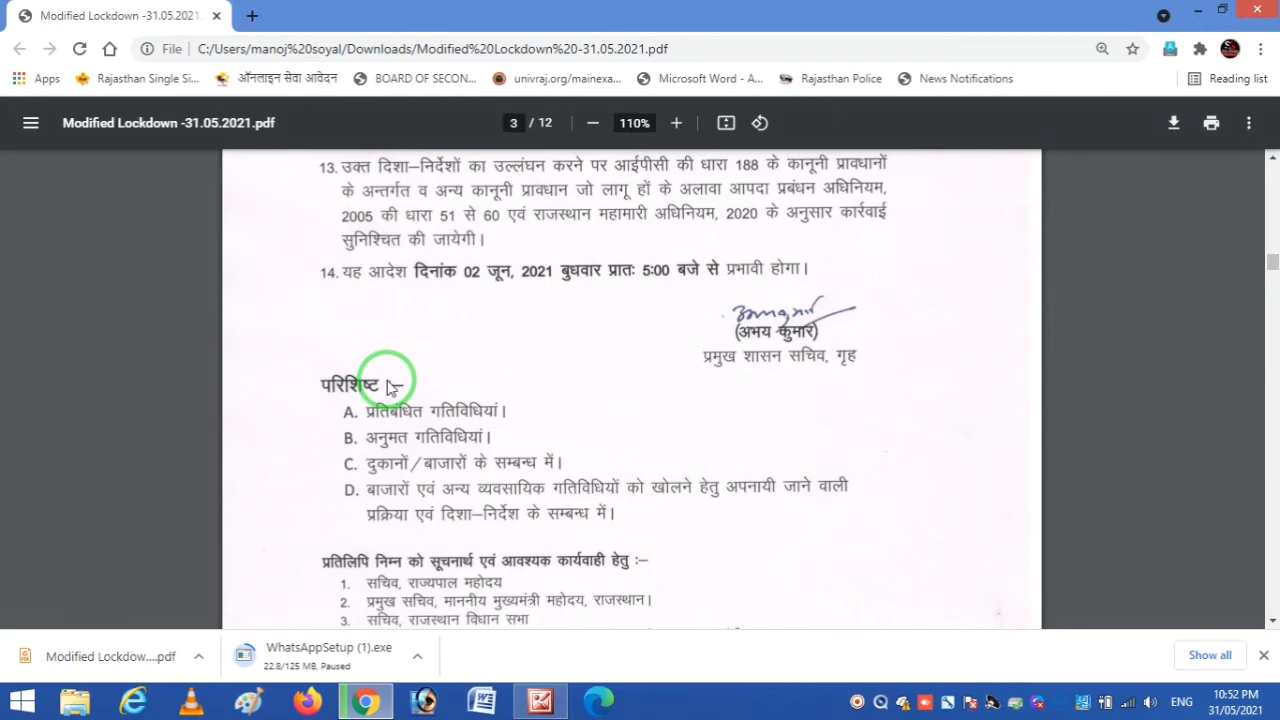 Modified Lockdown -31.05.2021.
File C:/Users/manoj%20soyal/Downloads/Modified%20Lockdown%20-31.05.2021.pdf
Apps Rajasthan Single Si... ऑनलाइन सेवा आवेदन BOARD OF SECON... univraj.org/mainexa... Microsoft Word - A... Rajasthan Police News Notifications Reading list
Modified Lockdown -31.05.2021.pdf 3 / 12 110%
13. उक्त दिशा–निर्देशों का उल्लंघन करने पर आईपीसी की धारा 188 के कानूनी प्रावधानों
के अन्तर्गत व अन्य कानूनी प्रावधान जो लागू हों के अलावा आपदा प्रबंधन अधिनियम,
2005 की धारा 51 से 60 एवं राजस्थान महामारी अधिनियम, 2020 के अनुसार कार्रवाई
सुनिश्चित की जायेगी।
14. यह आदेश दिनांक 02 जून, 2021 बुधवार प्रातः 5:00 बजे से प्रभावी होगा।
(अभय कुमार)
प्रमुख शासन सचिव, गृह
परिशिष्ट :–
A. प्रतिबंधित गतिविधियां।
B. अनुमत गतिविधियां।
C. दुकानों/बाजारों के सम्बन्ध में।
D. बाजारों एवं अन्य व्यवसायिक गतिविधियों को खोलने हेतु अपनायी जाने वाली
प्रक्रिया एवं दिशा–निर्देश के सम्बन्ध में।
प्रतिलिपि निम्न को सूचनार्थ एवं आवश्यक कार्यवाही हेतु :–
1. सचिव, राज्यपाल महोदय
2. प्रमुख सचिव, माननीय मुख्यमंत्री महोदय, राजस्थान।
3. सचिव, राजस्थान विधान सभा
Modified Lockdow....pdf WhatsAppSetup (1).exe Show all
22.8/125 MB, Paused
ENG 10:52 PM
31/05/2021